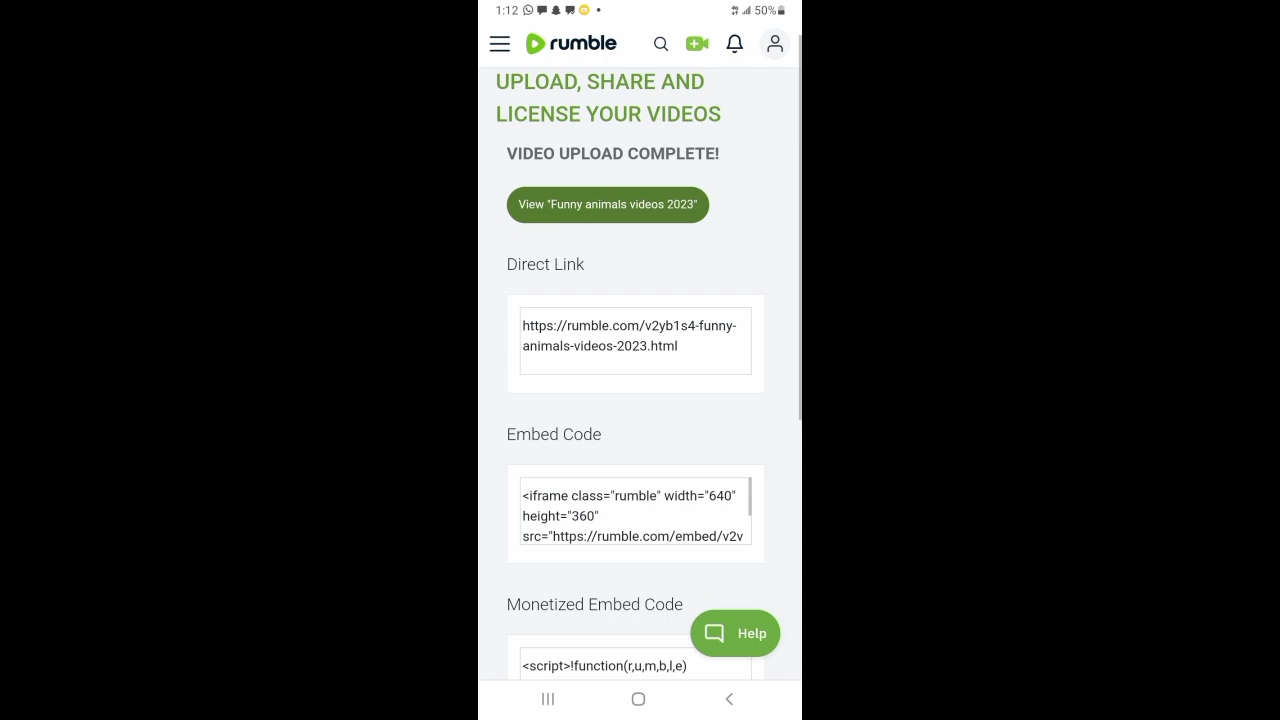 1:12 50%
rumble
UPLOAD, SHARE AND
LICENSE YOUR VIDEOS
VIDEO UPLOAD COMPLETE!
View "Funny animals videos 2023"
Direct Link
https://rumble.com/v2yb1s4-funny-
animals-videos-2023.html
Embed Code
<iframe class="rumble" width="640"
height="360"
src="https://rumble.com/embed/v2v
Monetized Embed Code
Help
<script>!function(r,u,m,b,l,e)